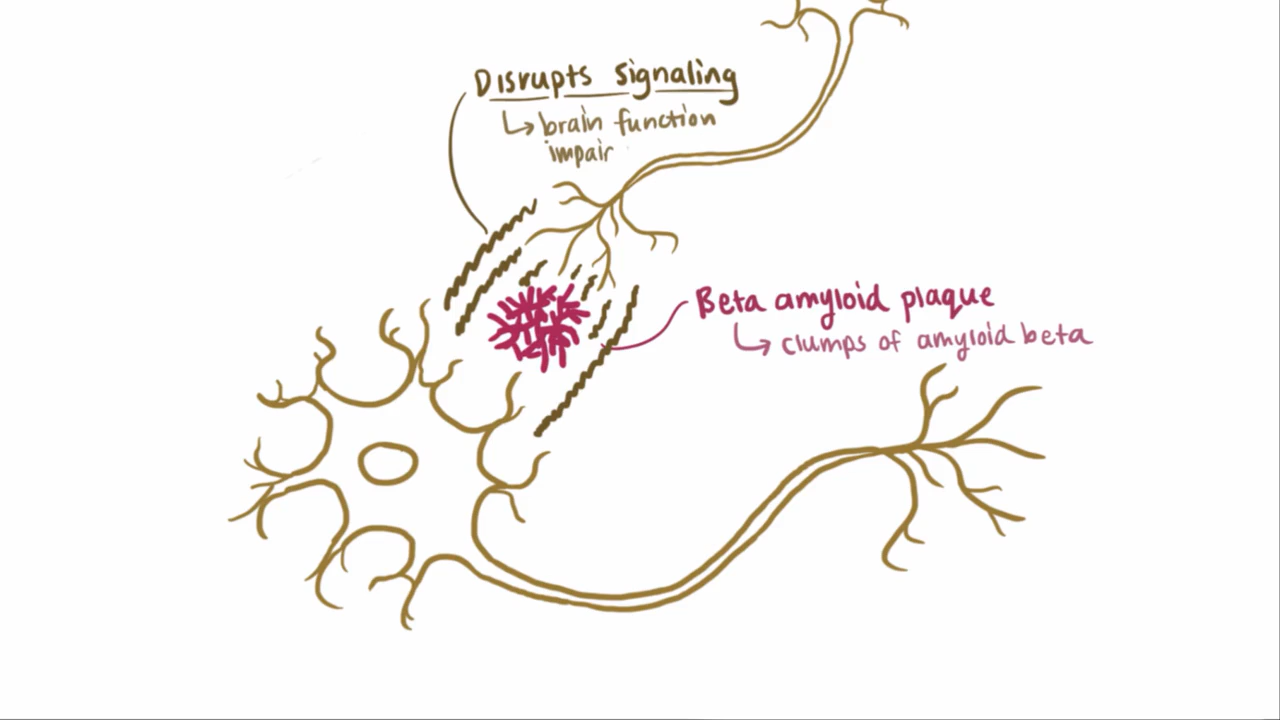 Disrupts signaling
↳ brain function
impair
Beta amyloid plaque
↳ clumps of amyloid beta